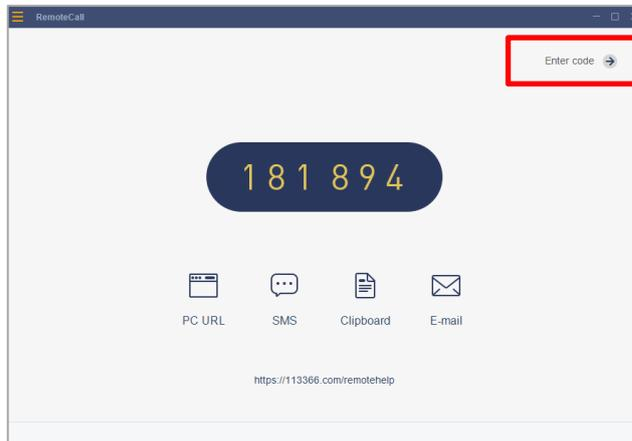 RemoteCall
Enter code
181 894
PC URL SMS Clipboard E-mail
https://113366.com/remotehelp